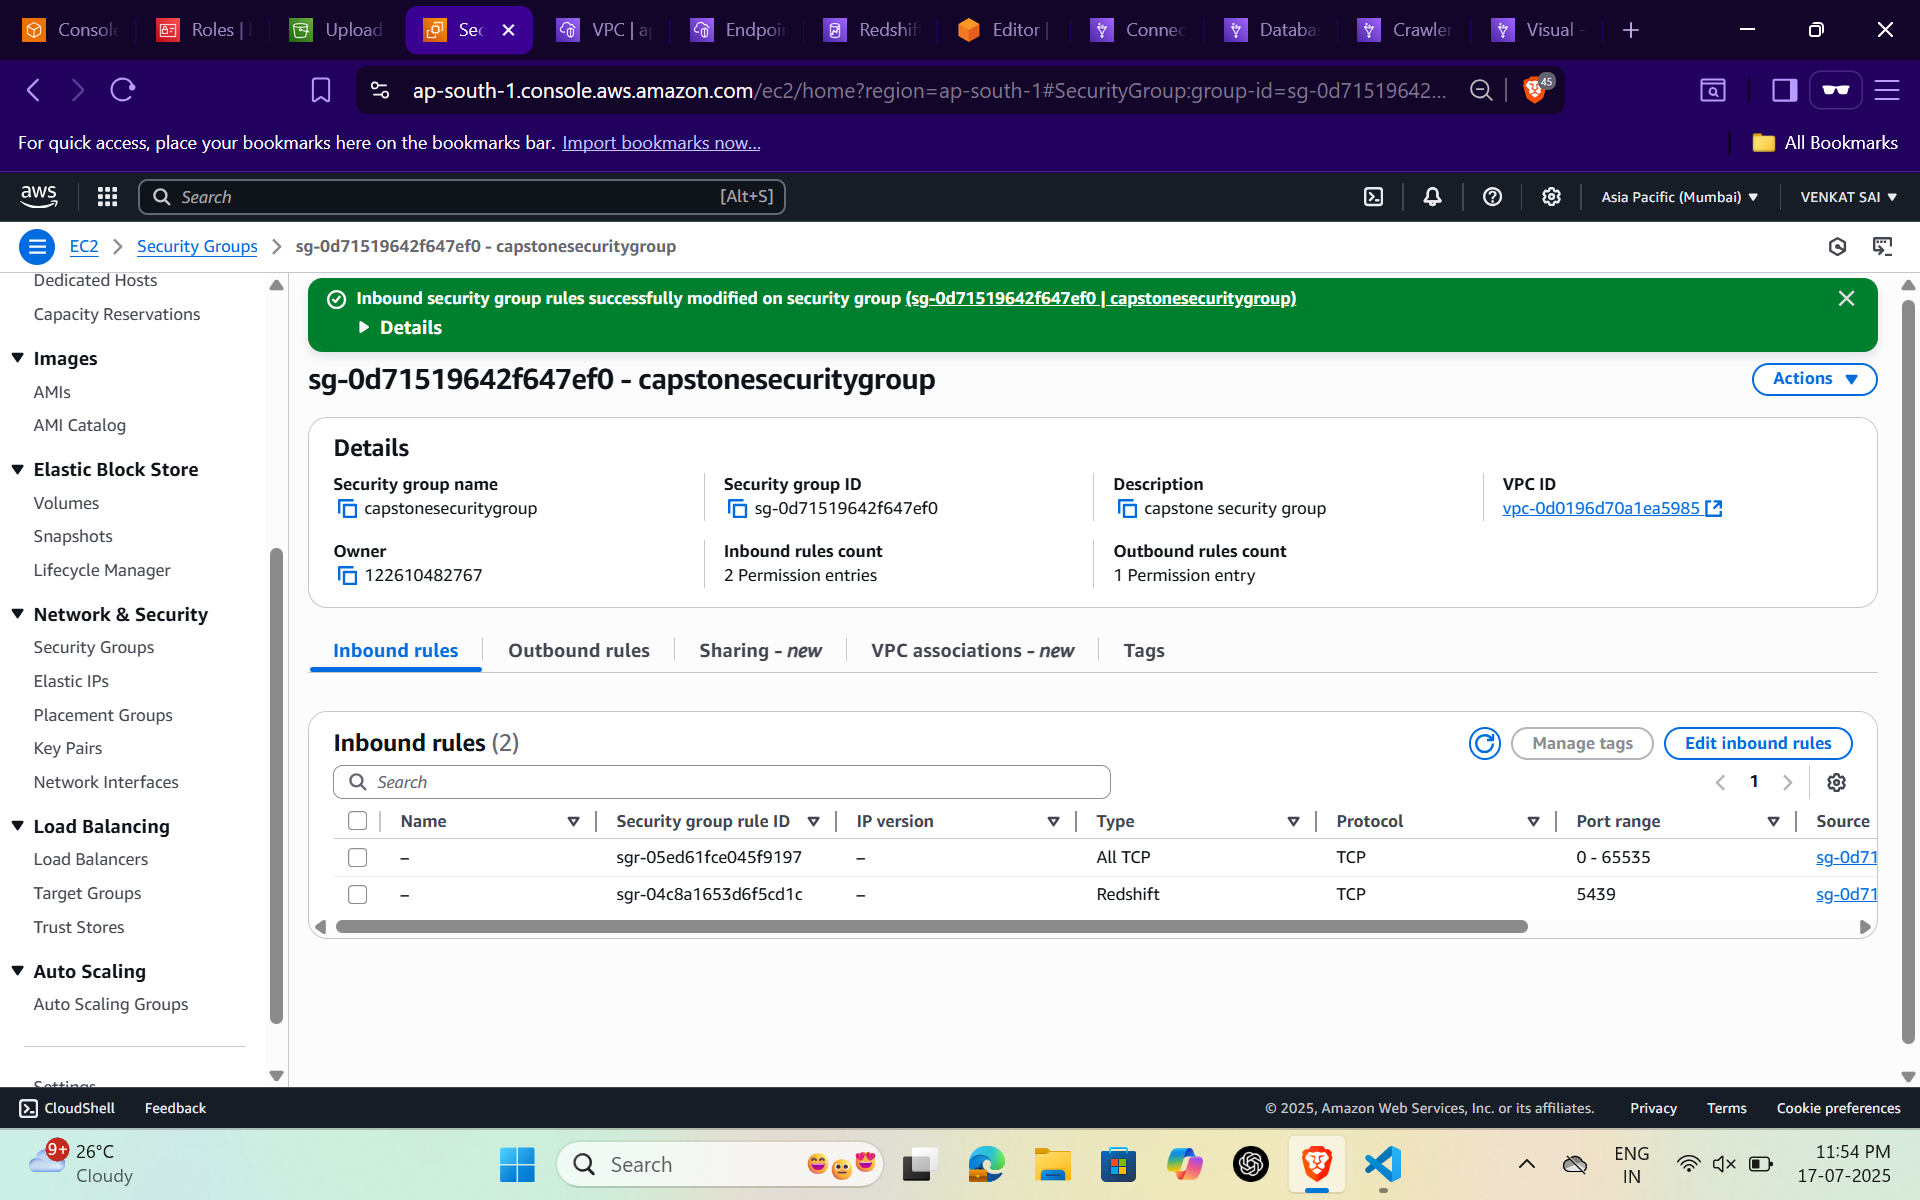 Console
Roles |
Upload
Sec
VPC | ap
Endpoin
Redshift
Editor |
Connec
Databa
Crawler
Visual -
ap-south-1.console.aws.amazon.com/ec2/home?region=ap-south-1#SecurityGroup:group-id=sg-0d71519642...
45
For quick access, place your bookmarks here on the bookmarks bar. Import bookmarks now...
All Bookmarks
aws
Search
[Alt+S]
Asia Pacific (Mumbai)
VENKAT SAI
EC2
Security Groups
sg-0d71519642f647ef0 - capstonesecuritygroup
Dedicated Hosts
Capacity Reservations
Images
AMIs
AMI Catalog
Elastic Block Store
Volumes
Snapshots
Lifecycle Manager
Network & Security
Security Groups
Elastic IPs
Placement Groups
Key Pairs
Network Interfaces
Load Balancing
Load Balancers
Target Groups
Trust Stores
Auto Scaling
Auto Scaling Groups
Settings
Inbound security group rules successfully modified on security group (sg-0d71519642f647ef0 | capstonesecuritygroup)
Details
sg-0d71519642f647ef0 - capstonesecuritygroup
Actions
Details
Security group name
capstonesecuritygroup
Security group ID
sg-0d71519642f647ef0
Description
capstone security group
VPC ID
vpc-0d0196d70a1ea5985
Owner
122610482767
Inbound rules count
2 Permission entries
Outbound rules count
1 Permission entry
Inbound rules
Outbound rules
Sharing - new
VPC associations - new
Tags
Inbound rules (2)
Manage tags
Edit inbound rules
Search
1
Name
Security group rule ID
IP version
Type
Protocol
Port range
Source
– sgr-05ed61fce045f9197 – All TCP TCP 0 - 65535 sg-0d71
– sgr-04c8a1653d6f5cd1c – Redshift TCP 5439 sg-0d71
CloudShell
Feedback
© 2025, Amazon Web Services, Inc. or its affiliates.
Privacy
Terms
Cookie preferences
9+
26°C
Cloudy
Search
ENG
IN
11:54 PM
17-07-2025